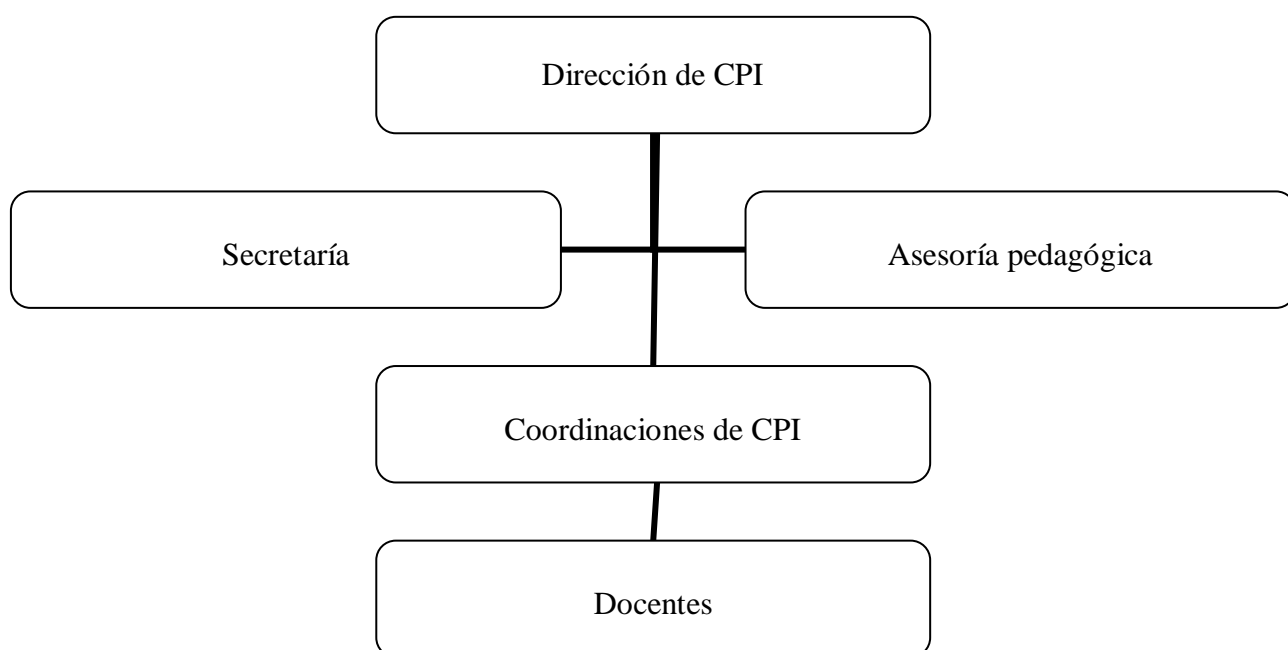 Dirección de CPI
Secretaría
Asesoría pedagógica
Coordinaciones de CPI
Docentes